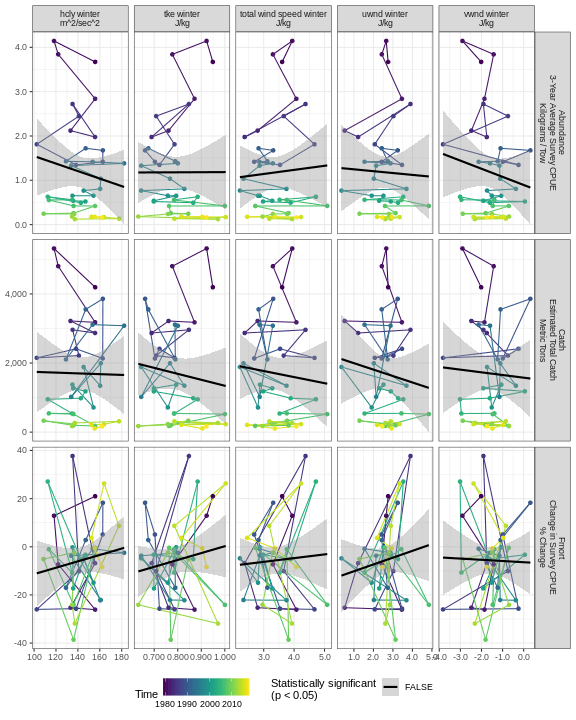 hcly winter
m^2/sec^2
tke winter
J/kg
total wind speed winter
J/kg
uwnd winter
J/kg
vwnd winter
J/kg
4.0
3.0
2.0
1.0
0.0
Abundance
3-Year Average Survey CPUE
Kilograms / Tow
4,000
2,000
0
Catch
Estimated Total Catch
Metric Tons
40
20
0
-20
-40
Fmort
Change in Survey CPUE
% Change
100 120 140 160 180
0.700 0.800 0.900 1.000
3.0 4.0 5.0
1.0 2.0 3.0 4.0 5.0
-4.0 -3.0 -2.0 -1.0 0.0
Time
1980 1990 2000 2010
Statistically significant
(p < 0.05)
FALSE